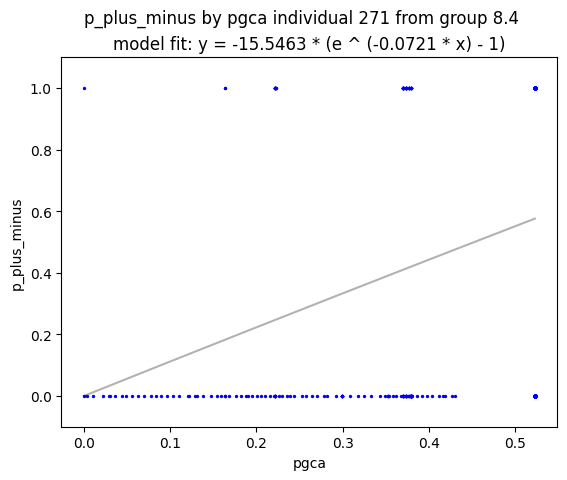 p_plus_minus by pgca individual 271 from group 8.4
model fit: y = -15.5463 * (e ^ (-0.0721 * x) - 1)
1.0
0.8
0.6
0.4
0.2
0.0
p_plus_minus
0.0 0.1 0.2 0.3 0.4 0.5
pgca